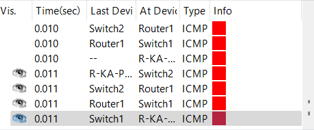 Vis. Time(sec) Last Devi At Devic Type Info
0.010 Switch2 Router1 ICMP
0.010 Router1 Switch1 ICMP
0.010 -- R-KA-... ICMP
0.011 R-KA-P... Switch2 ICMP
0.011 Switch2 Router1 ICMP
0.011 Router1 Switch1 ICMP
0.011 Switch1 R-KA-... ICMP